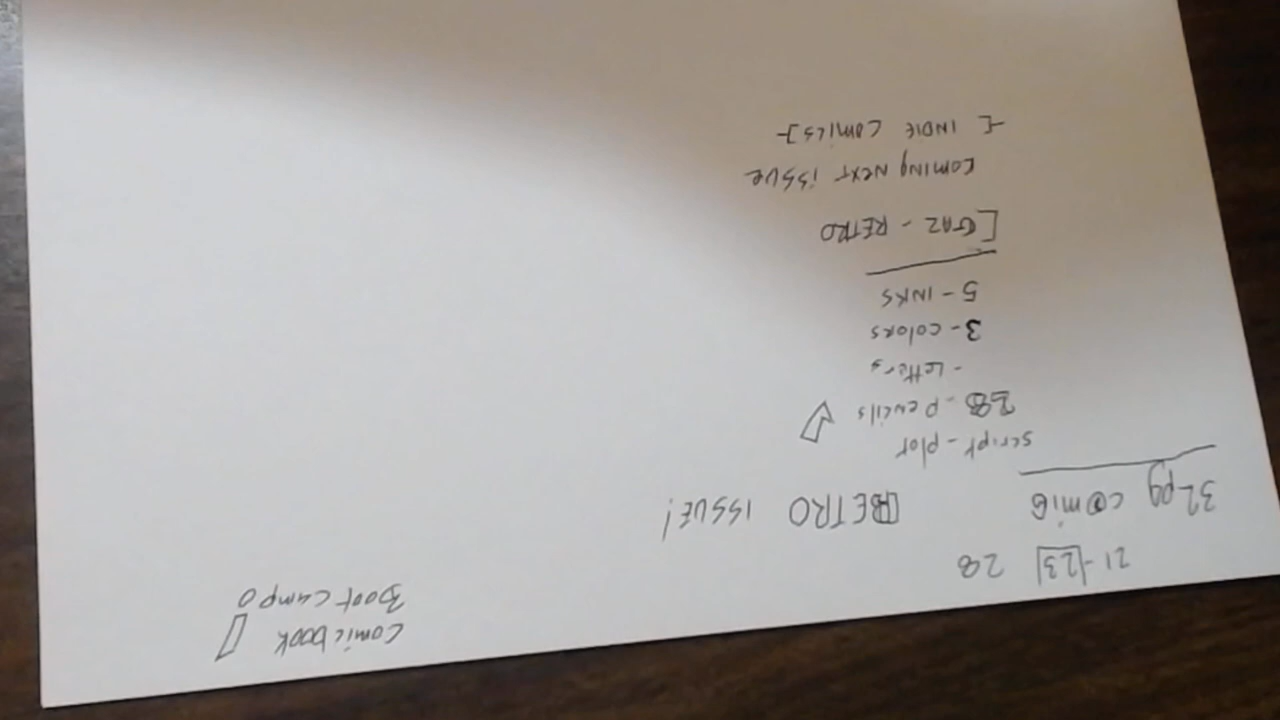 Comic book
Boot camp
21-23 28
32 pg comic
RETRO ISSUE!
script - plot
28 - Pencils
- Letters
3 - colors
5 - INKS
- RETRO
COMING NEXT ISSUE
-[ INDIE COMICS ]-